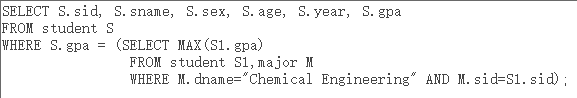 SELECT S.sid, S.sname, S.sex, S.age, S.year, S.gpa
FROM student S
WHERE S.gpa = (SELECT MAX(S1.gpa)
FROM student S1,major M
WHERE M.dname="Chemical Engineering" AND M.sid=S1.sid);